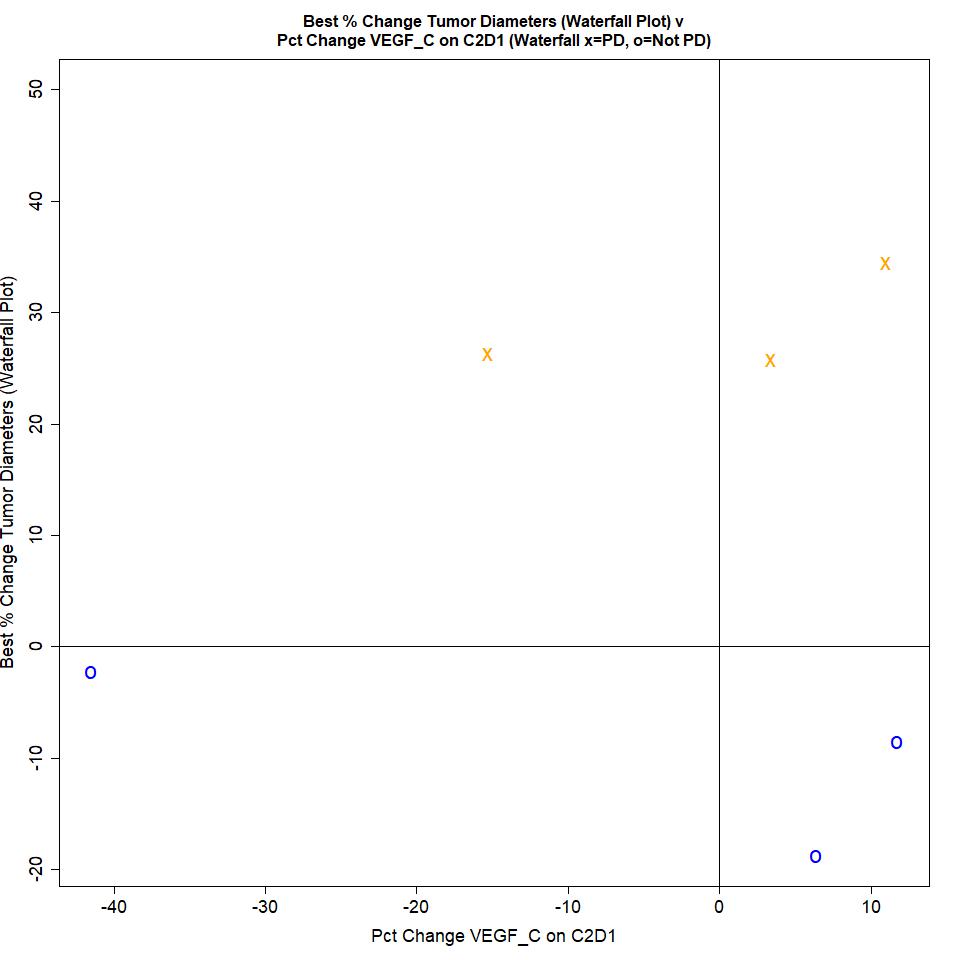 Best % Change Tumor Diameters (Waterfall Plot) v
Pct Change VEGF_C on C2D1 (Waterfall x=PD, o=Not PD)
Best % Change Tumor Diameters (Waterfall Plot)
50
40
30
20
10
0
-10
-20
X
X
X
O
O
O
-40
-30
-20
-10
0
10
Pct Change VEGF_C on C2D1